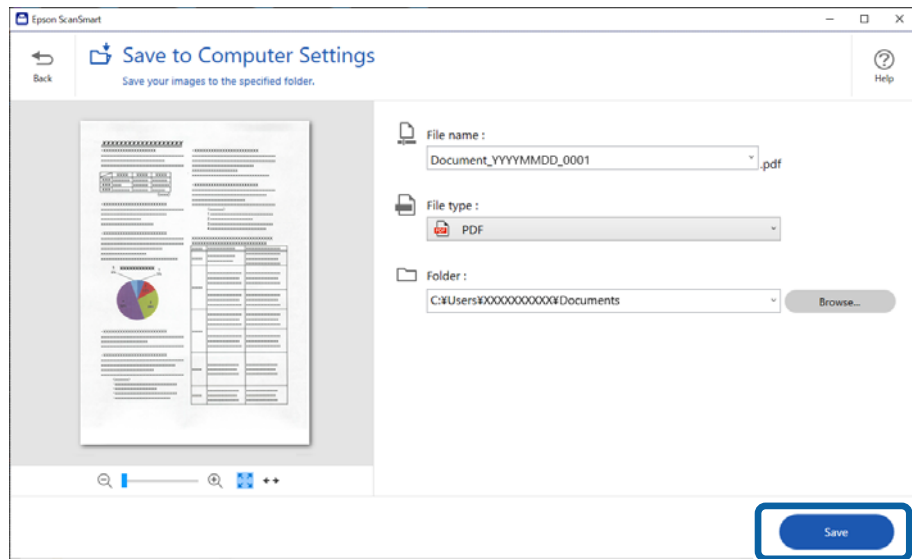 Epson ScanSmart
Back
Save to Computer Settings
Save your images to the specified folder.
Help
File name :
Document_YYYYMMDD_0001
.pdf
File type :
PDF
Folder :
C:¥Users¥XXXXXXXXXXX¥Documents
Browse...
Save